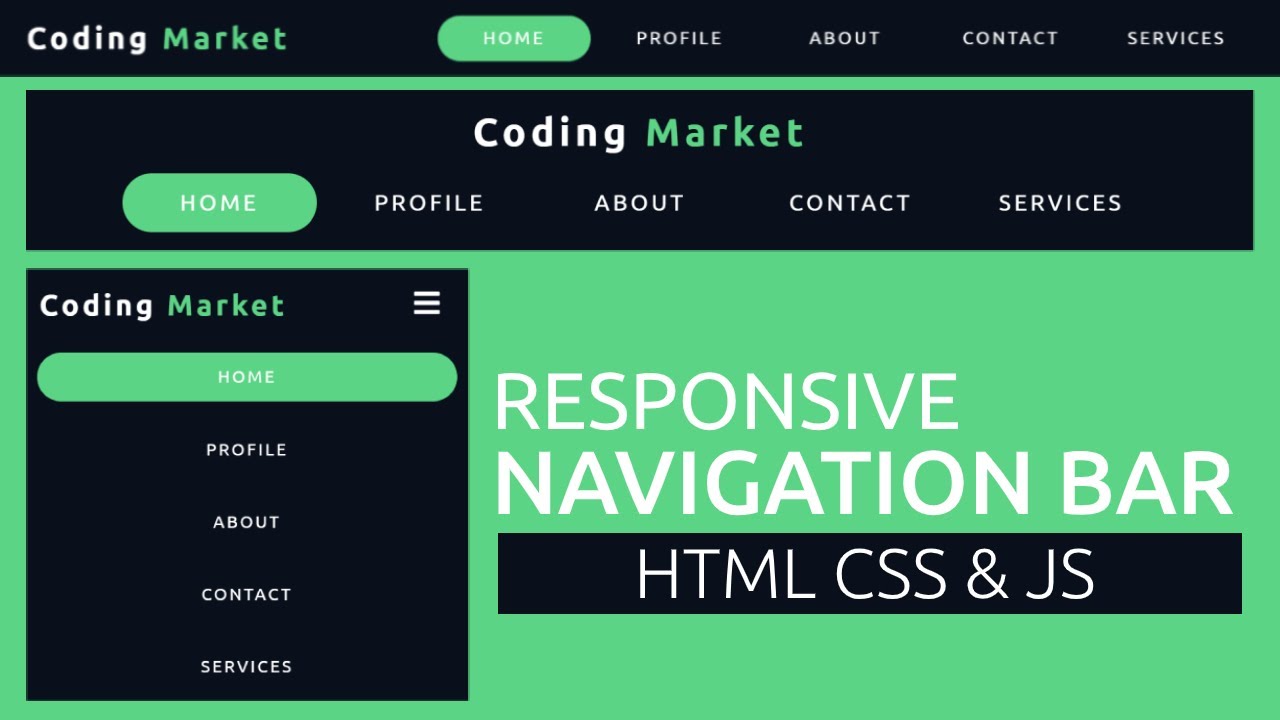 Coding Market HOME PROFILE ABOUT CONTACT SERVICES
Coding Market
HOME PROFILE ABOUT CONTACT SERVICES
Coding Market
HOME
PROFILE
ABOUT
CONTACT
SERVICES
RESPONSIVE
NAVIGATION BAR
HTML CSS & JS